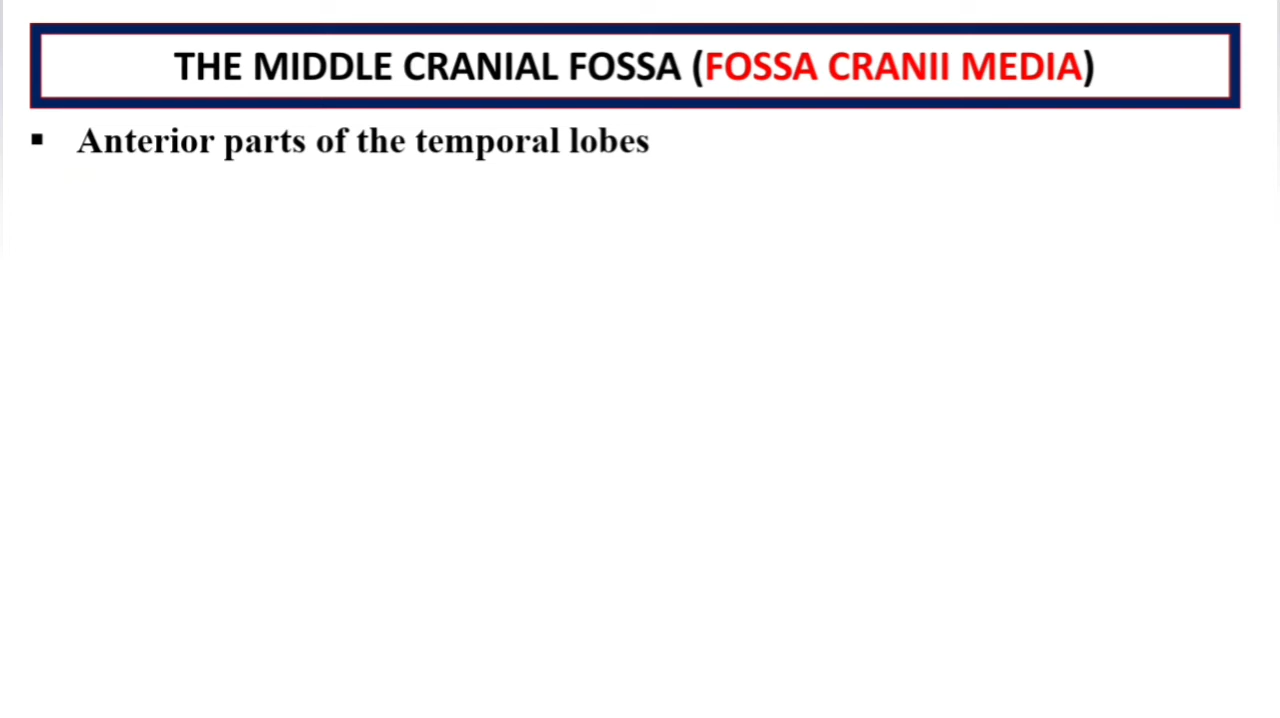 THE MIDDLE CRANIAL FOSSA (FOSSA CRANII MEDIA)
▪ Anterior parts of the temporal lobes